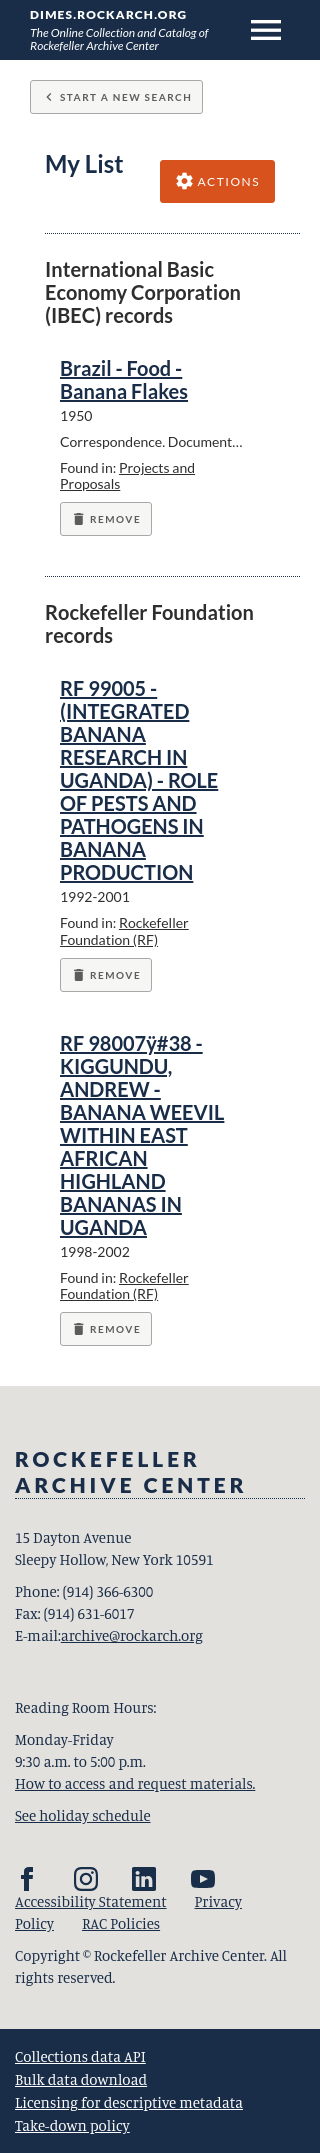 DIMES.ROCKARCH.ORG
The Online Collection and Catalog of
Rockefeller Archive Center
START A NEW SEARCH
My List
ACTIONS
International Basic
Economy Corporation
(IBEC) records
Brazil - Food -
Banana Flakes
1950
Correspondence. Document...
Found in: Projects and
Proposals
REMOVE
Rockefeller Foundation
records
RF 99005 -
(INTEGRATED
BANANA
RESEARCH IN
UGANDA) - ROLE
OF PESTS AND
PATHOGENS IN
BANANA
PRODUCTION
1992-2001
Found in: Rockefeller
Foundation (RF)
REMOVE
RF 98007ÿ#38 -
KIGGUNDU,
ANDREW -
BANANA WEEVIL
WITHIN EAST
AFRICAN
HIGHLAND
BANANAS IN
UGANDA
1998-2002
Found in: Rockefeller
Foundation (RF)
REMOVE
ROCKEFELLER
ARCHIVE CENTER
15 Dayton Avenue
Sleepy Hollow, New York 10591
Phone: (914) 366-6300
Fax: (914) 631-6017
E-mail:archive@rockarch.org
Reading Room Hours:
Monday-Friday
9:30 a.m. to 5:00 p.m.
How to access and request materials.
See holiday schedule
Accessibility Statement Privacy
Policy RAC Policies
Copyright © Rockefeller Archive Center. All
rights reserved.
Collections data API
Bulk data download
Licensing for descriptive metadata
Take-down policy